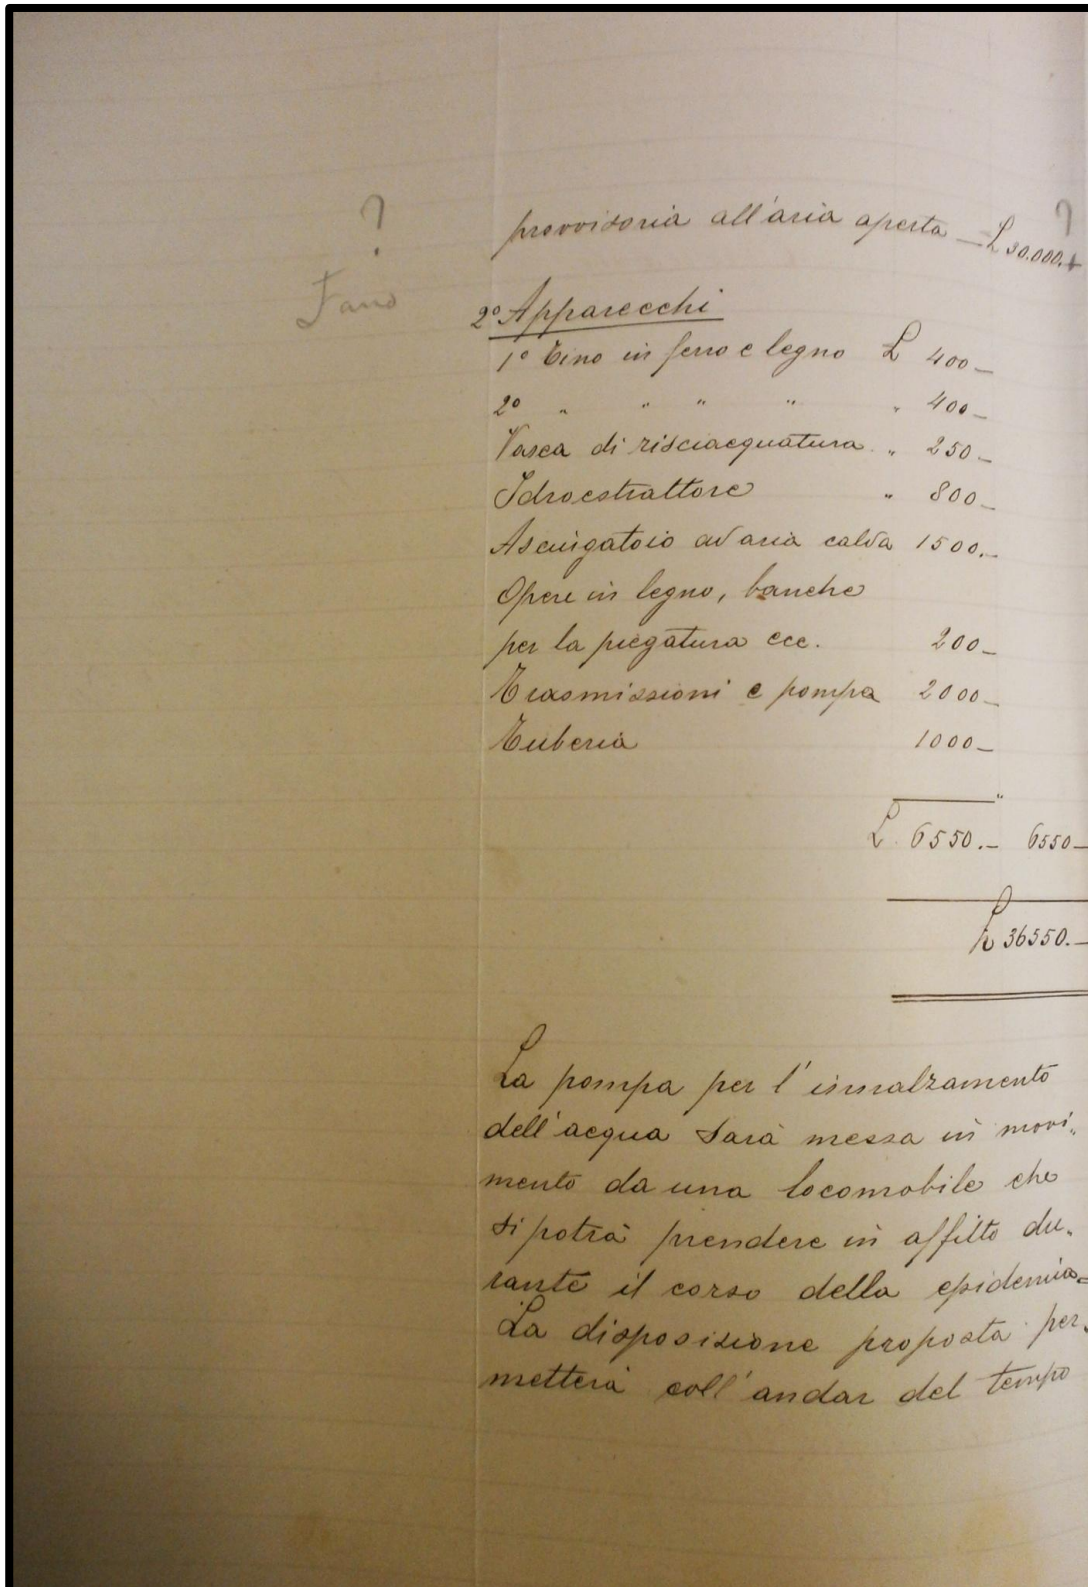 ?
?
provvisoria all'aria aperta — L 30.000.+
2° Apparecchi
1° Tino in ferro e legno L 400_
2° " " " " " 400_
Vasca di risciacquatura " 250_
Idroestrattore " 800_
Asciugatoio ad aria calda 1500._
Opere in legno, banche
per la piegatura ecc. 200_
Trasmissioni e pompa 2000_
Tuberia 1000_
"
L. 6550.— 6550—
L 36550.—
La pompa per l'innalzamento
dell'acqua sarà messa in movi„
mento da una locomobile che
si potrà prendere in affitto du„
rante il corso della epidemia=
La disposizione proposta per„
metterà coll'andar del tempo